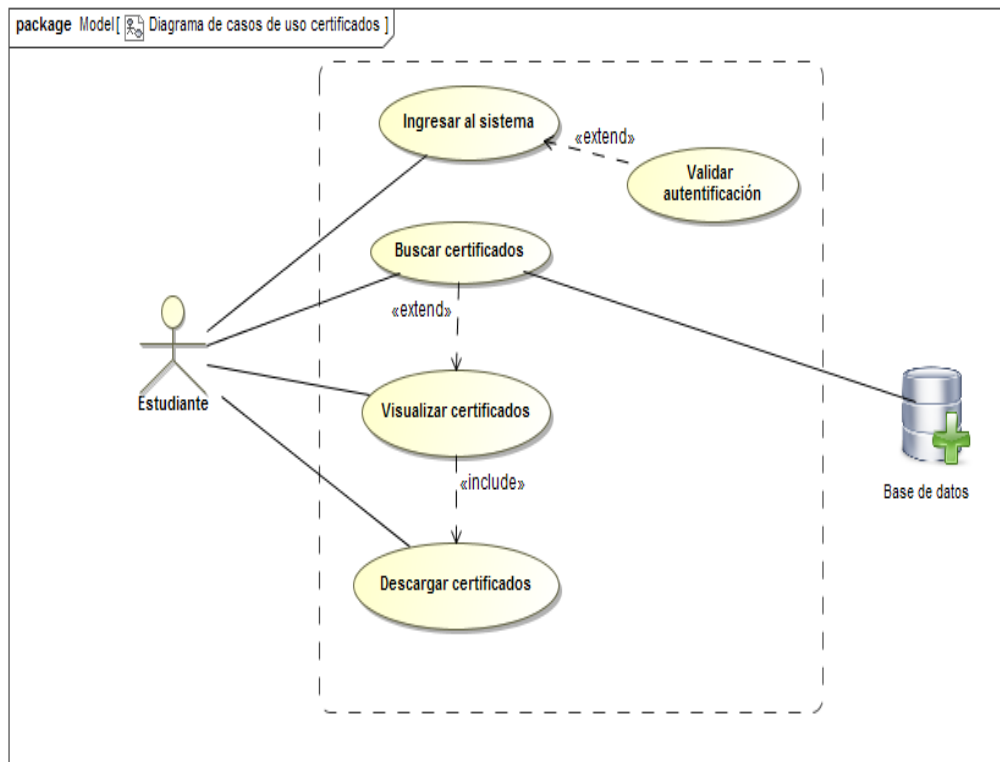 package Model[ Diagrama de casos de uso certificados ]
Ingresar al sistema
«extend»
Validar
autentificación
Buscar certificados
«extend»
Visualizar certificados
Estudiante
«include»
Base de datos
Descargar certificados